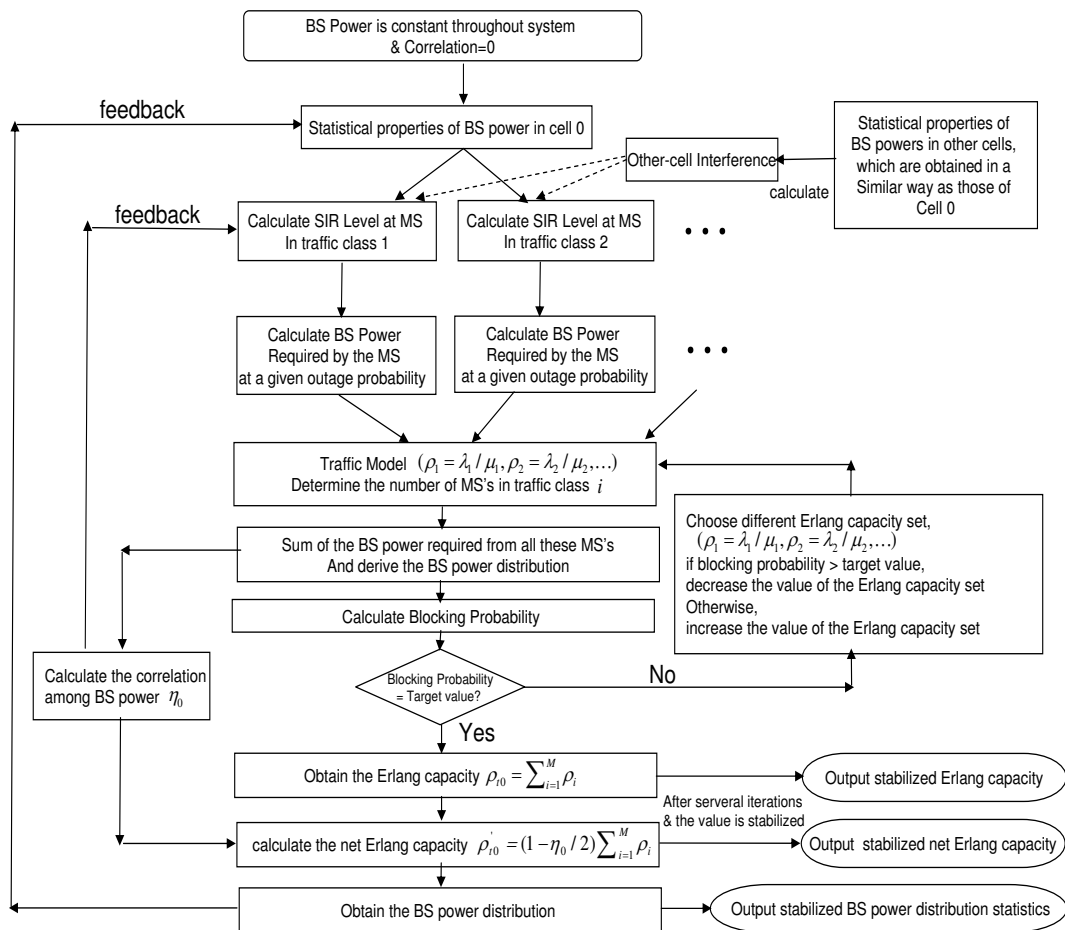 BS Power is constant throughout system
& Correlation=0
feedback
Statistical properties of BS power in cell 0
Other-cell Interference
calculate
Statistical properties of
BS powers in other cells,
which are obtained in a
Similar way as those of
Cell 0
feedback
Calculate SIR Level at MS
In traffic class 1
Calculate SIR Level at MS
In traffic class 2
• • •
Calculate BS Power
Required by the MS
at a given outage probability
Calculate BS Power
Required by the MS
at a given outage probability
• • •
Traffic Model (ρ₁ = λ₁ / μ₁, ρ₂ = λ₂ / μ₂,...)
Determine the number of MS's in traffic class i
Choose different Erlang capacity set,
(ρ₁ = λ₁ / μ₁, ρ₂ = λ₂ / μ₂,...)
if blocking probability > target value,
decrease the value of the Erlang capacity set
Otherwise,
increase the value of the Erlang capacity set
Sum of the BS power required from all these MS's
And derive the BS power distribution
Calculate Blocking Probability
Calculate the correlation
among BS power η₀
Blocking Probability
= Target value?
No
Yes
Obtain the Erlang capacity ρ_{t0} = ∑_{i=1}^{M} ρ_i
Output stabilized Erlang capacity
After serveral iterations
& the value is stabilized
calculate the net Erlang capacity ρ'_{t0} = (1 − η₀ / 2) ∑_{i=1}^{M} ρ_i
Output stabilized net Erlang capacity
Obtain the BS power distribution
Output stabilized BS power distribution statistics